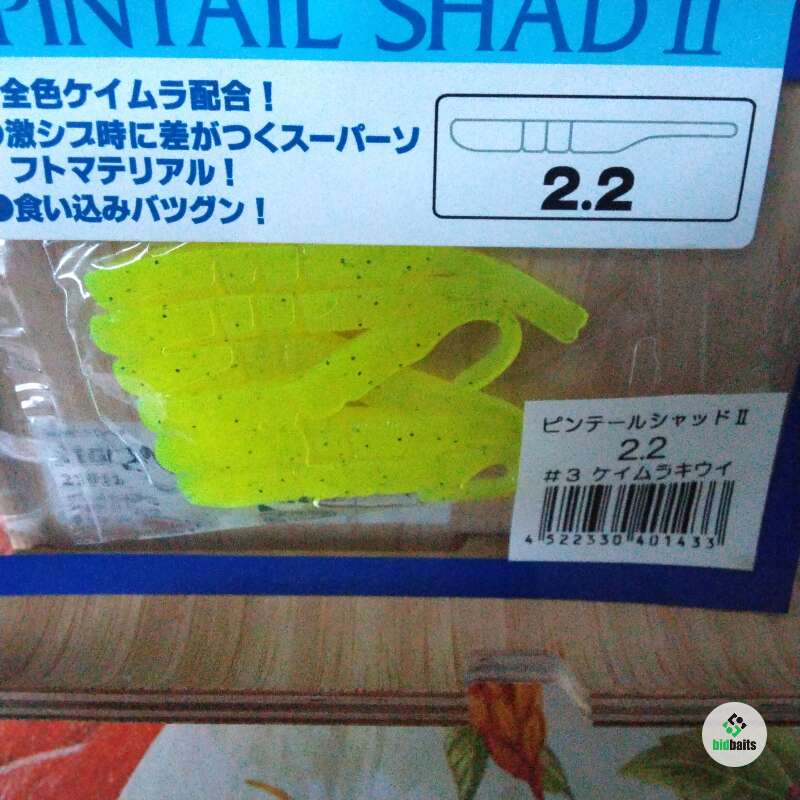 PINTAIL SHAD II
全色ケイムラ配合！
激シブ時に差がつくスーパーソ
フトマテリアル！
●食い込みバツグン！
2.2
ピンテールシャッドII
2.2
#3 ケイムラキウイ
4 522330 401433
bidbaits